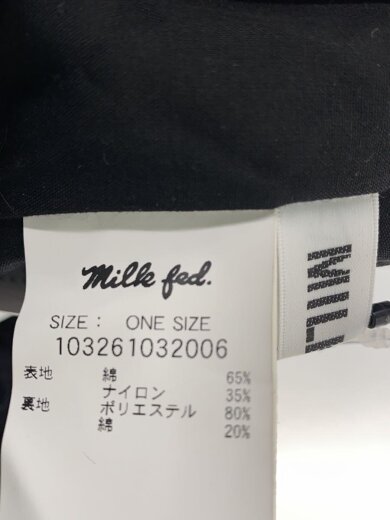 Milk fed.
SIZE : ONE SIZE
103261032006
表地 綿 65%
ナイロン 35%
裏地 ポリエステル 80%
綿 20%
MIL